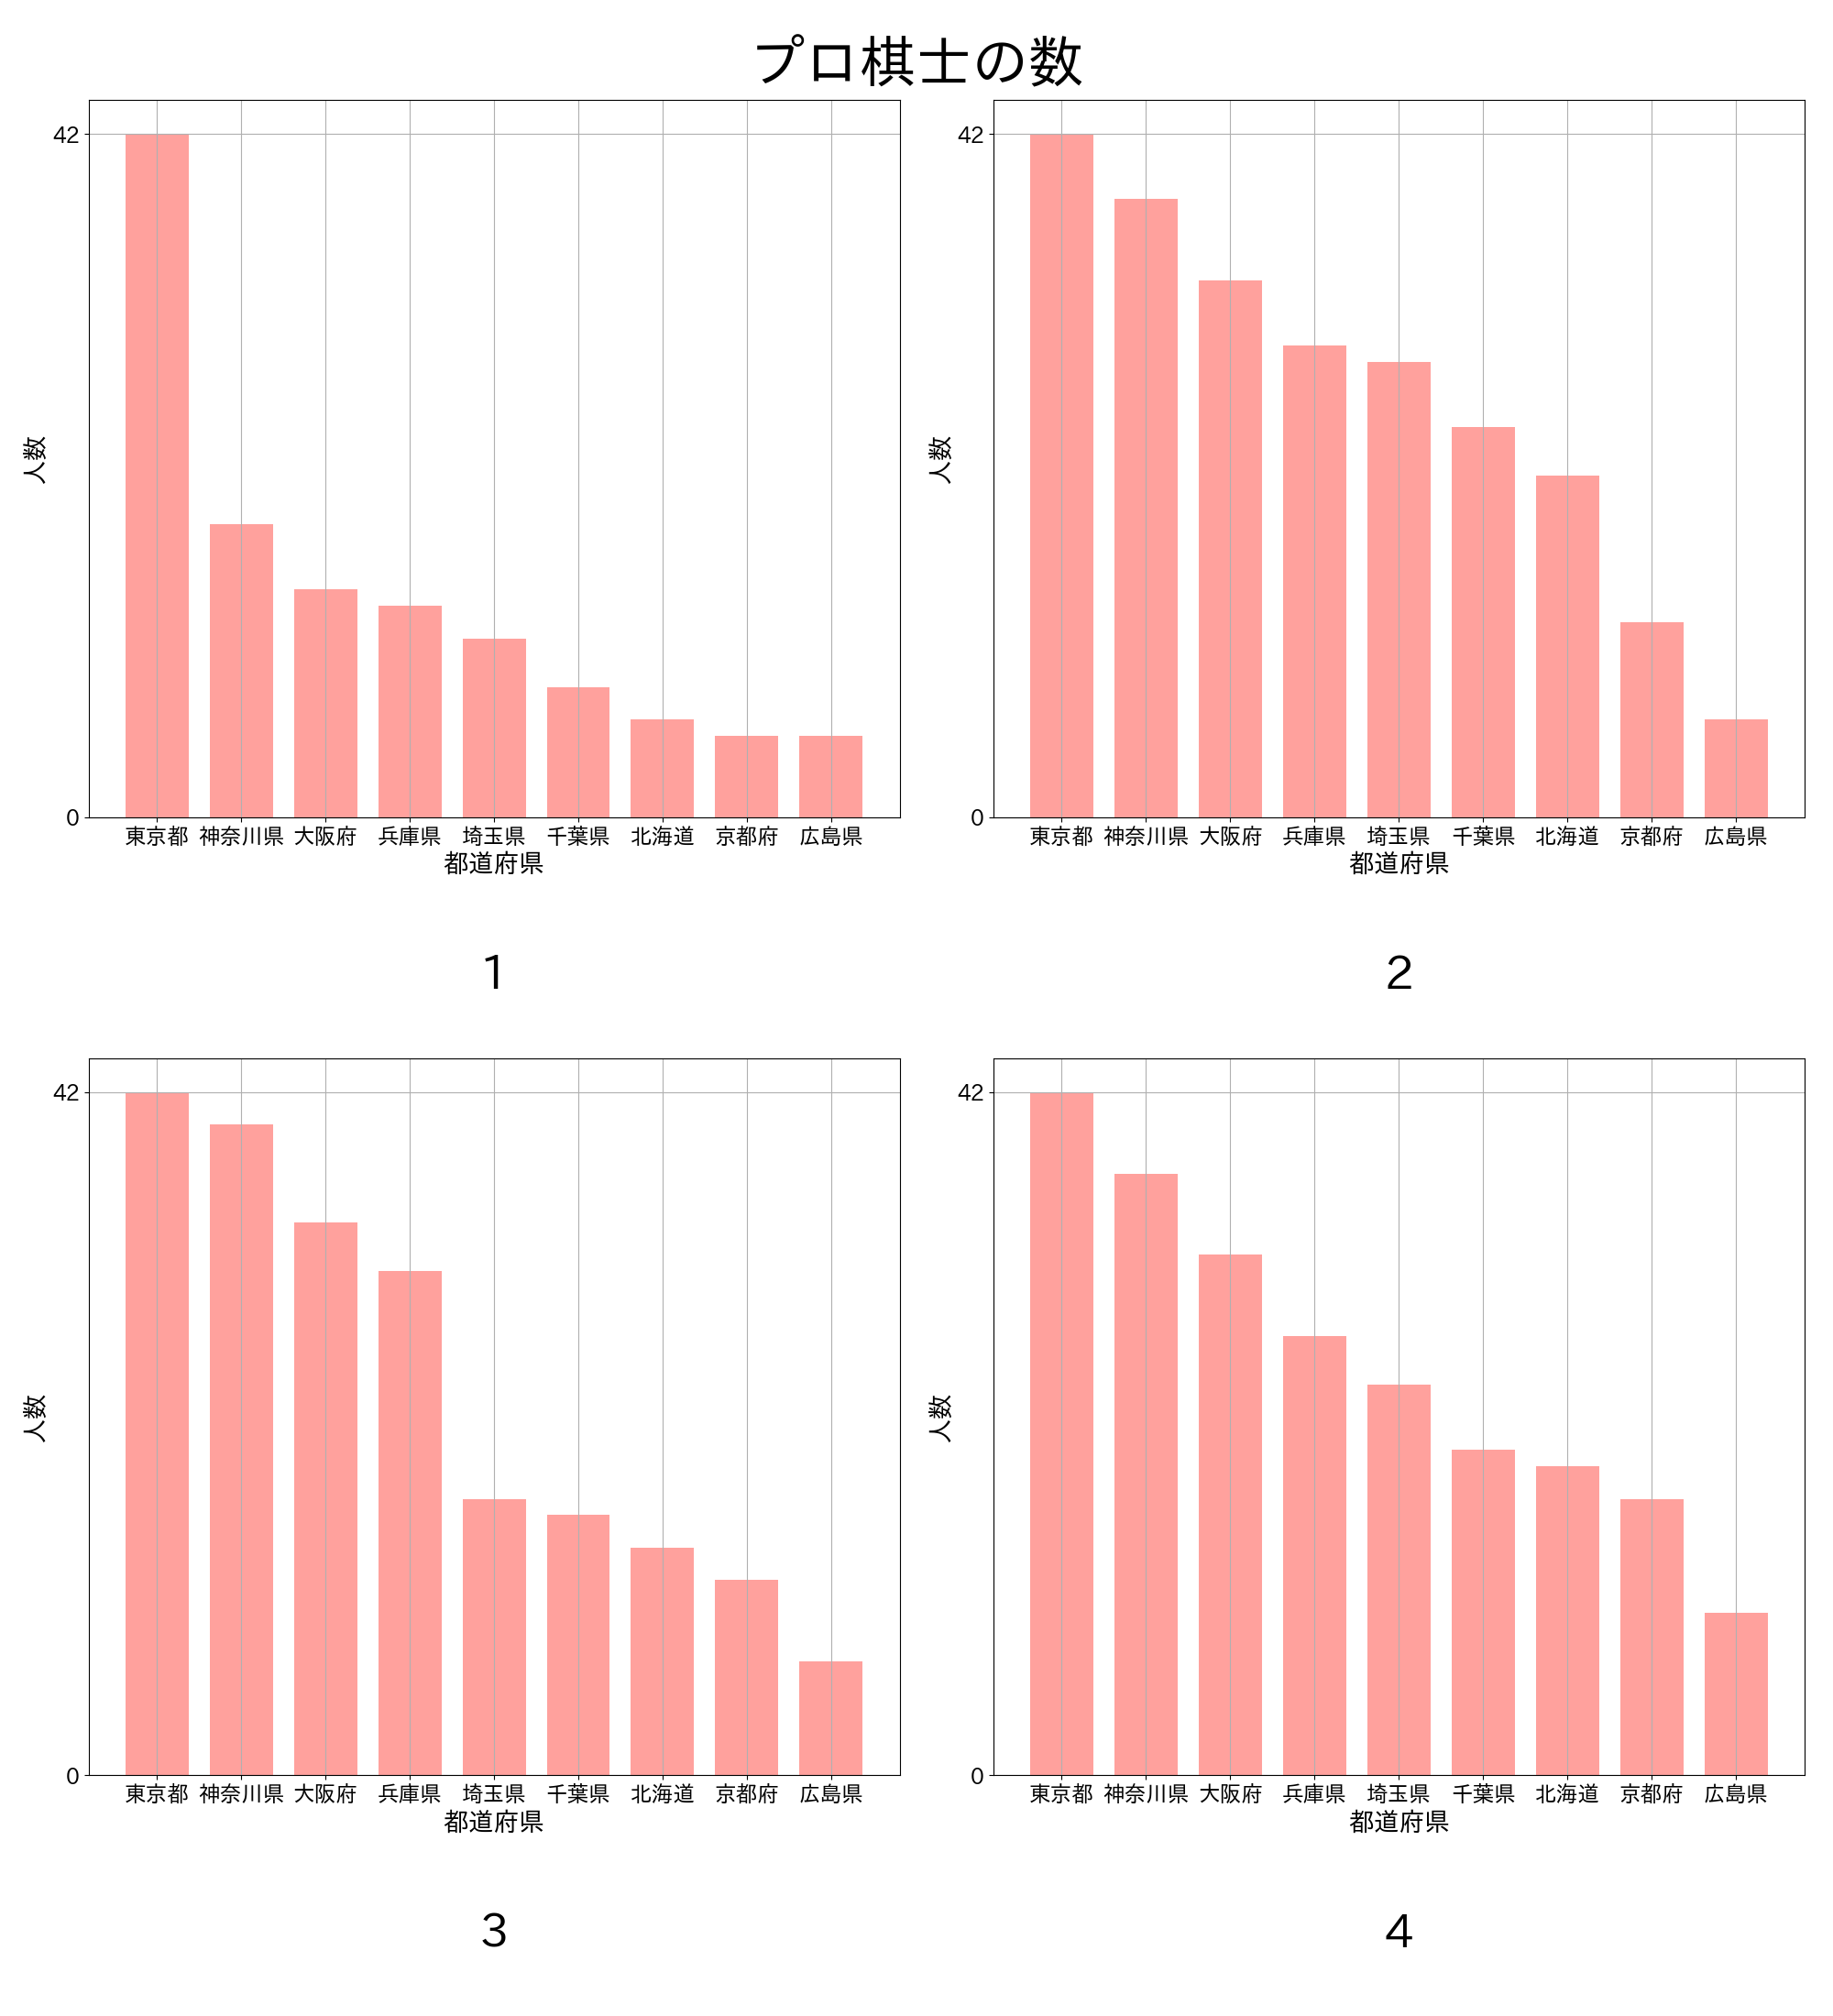 プロ棋士の数
42
0
人数
東京都 神奈川県 大阪府 兵庫県 埼玉県 千葉県 北海道 京都府 広島県
都道府県
1
42
0
人数
東京都 神奈川県 大阪府 兵庫県 埼玉県 千葉県 北海道 京都府 広島県
都道府県
2
42
0
人数
東京都 神奈川県 大阪府 兵庫県 埼玉県 千葉県 北海道 京都府 広島県
都道府県
3
42
0
人数
東京都 神奈川県 大阪府 兵庫県 埼玉県 千葉県 北海道 京都府 広島県
都道府県
4